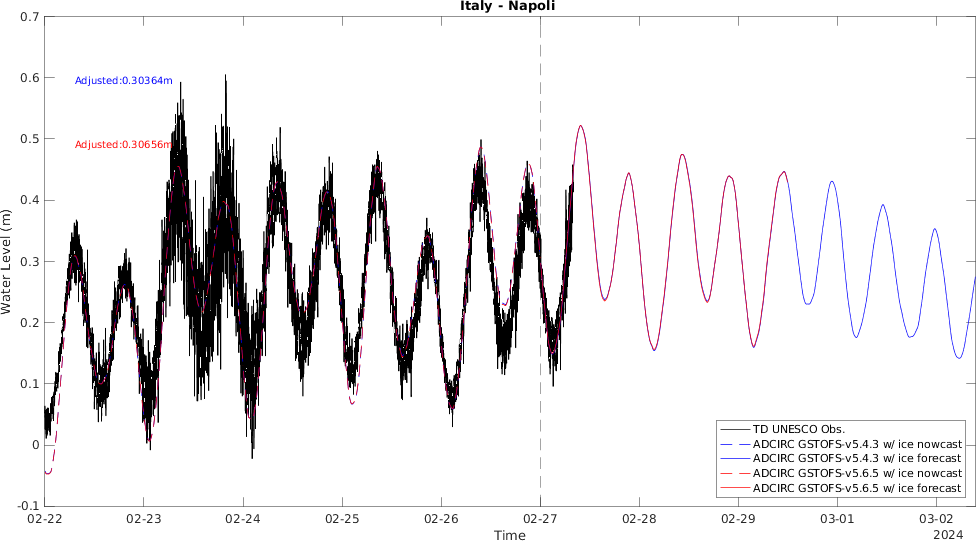 Italy - Napoli
0.7
0.6
0.5
0.4
0.3
0.2
0.1
0
-0.1
Water Level (m)
Adjusted:0.30364m
Adjusted:0.30656m
TD UNESCO Obs.
ADCIRC GSTOFS-v5.4.3 w/ ice nowcast
ADCIRC GSTOFS-v5.4.3 w/ ice forecast
ADCIRC GSTOFS-v5.6.5 w/ ice nowcast
ADCIRC GSTOFS-v5.6.5 w/ ice forecast
02-22 02-23 02-24 02-25 02-26 02-27 02-28 02-29 03-01 03-02
Time
2024